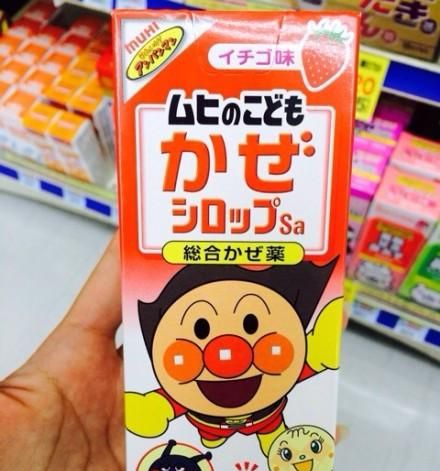 MUHI
アンパンマン
イチゴ味
ムヒのこども
かぜ
シロップSa
総合かぜ薬